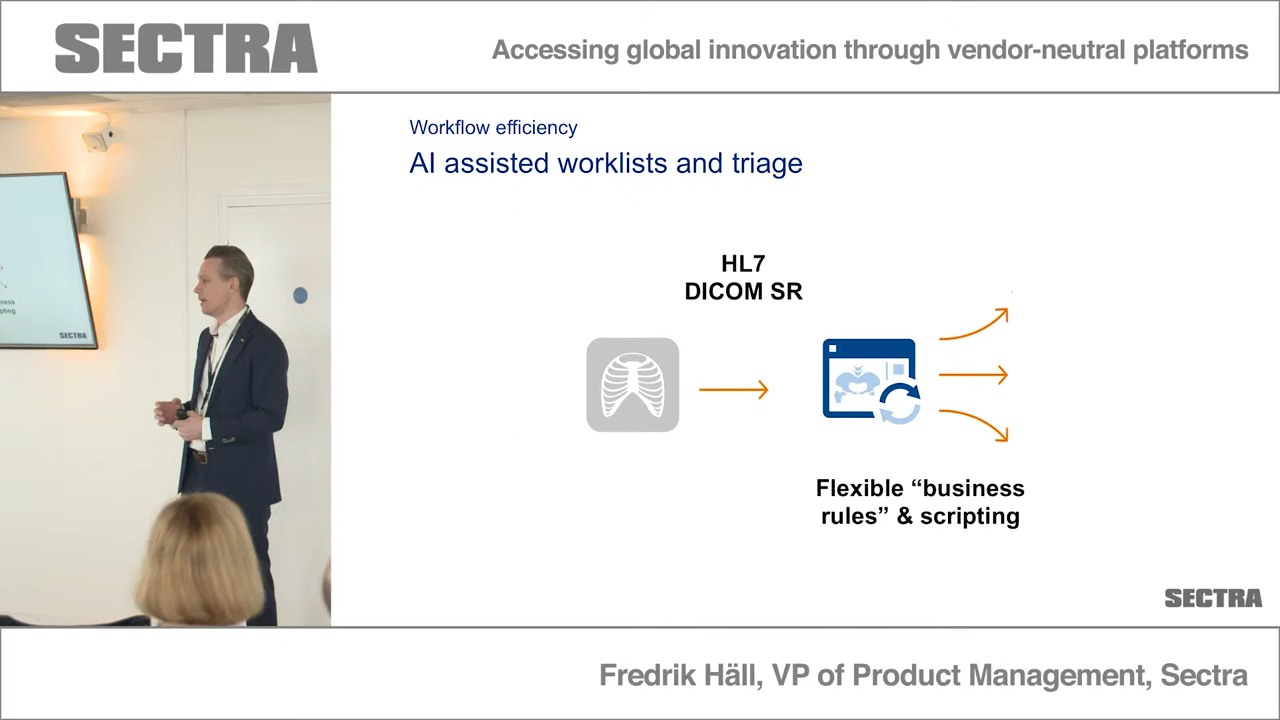 SECTRA
Accessing global innovation through vendor-neutral platforms
Workflow efficiency
AI assisted worklists and triage
HL7
DICOM SR
Flexible “business
rules” & scripting
SECTRA
SECTRA
Fredrik Häll, VP of Product Management, Sectra